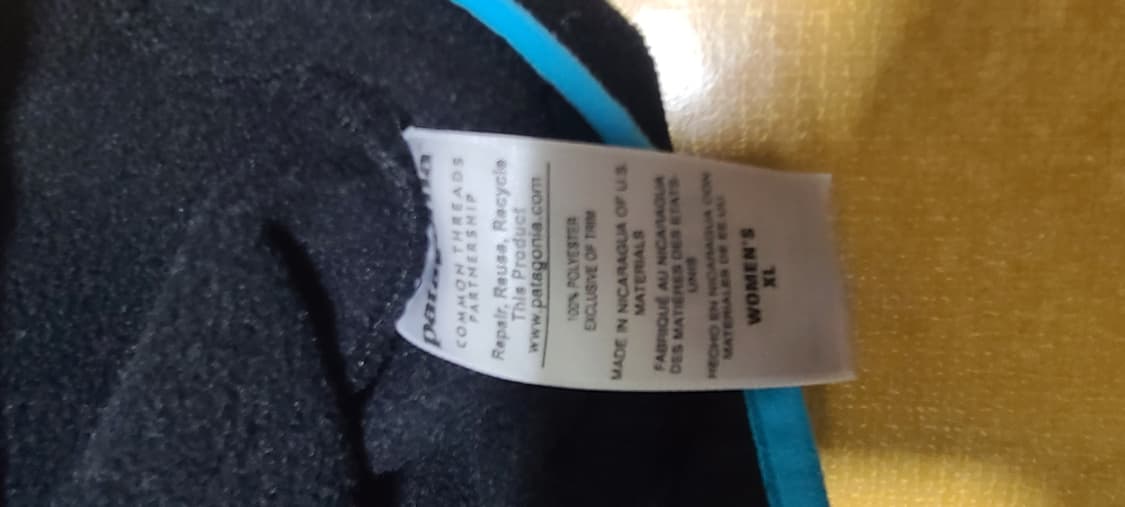 patagonia
COMMON THREADS
PARTNERSHIP
Repair, Reuse, Recycle
This Product
www.patagonia.com
100% POLYESTER
EXCLUSIVE OF TRIM
MADE IN NICARAGUA OF U.S.
MATERIALS
FABRIQUÉ AU NICARAGUA
DES MATIÈRES DES ÉTATS-
UNIS
HECHO EN NICARAGUA CON
MATERIALES DE EE UU
WOMEN'S
XL